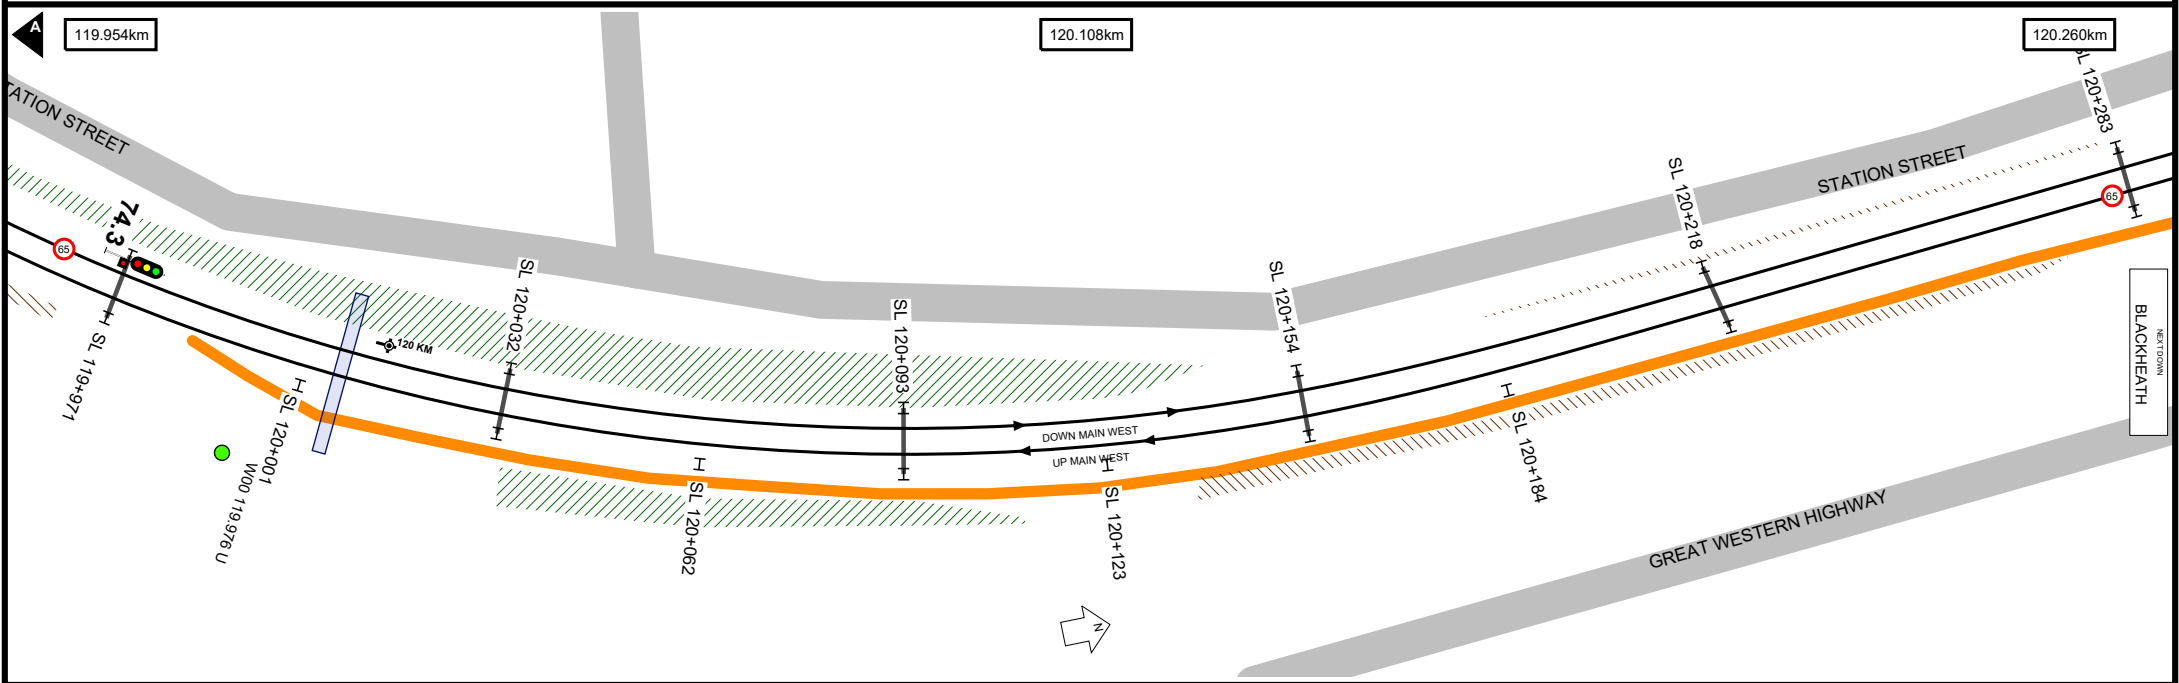 A
119.954km
120.108km
120.260km
TATION STREET
STATION STREET
SL 120+283
SL 120+218
SL 120+154
SL 120+093
SL 120+032
74.3
65
65
120 KM
SL 119+971
SL 120+001
W00 119.976 U
SL 120+062
SL 120+123
SL 120+184
DOWN MAIN WEST
UP MAIN WEST
NEXT DOWN
BLACKHEATH
GREAT WESTERN HIGHWAY
N